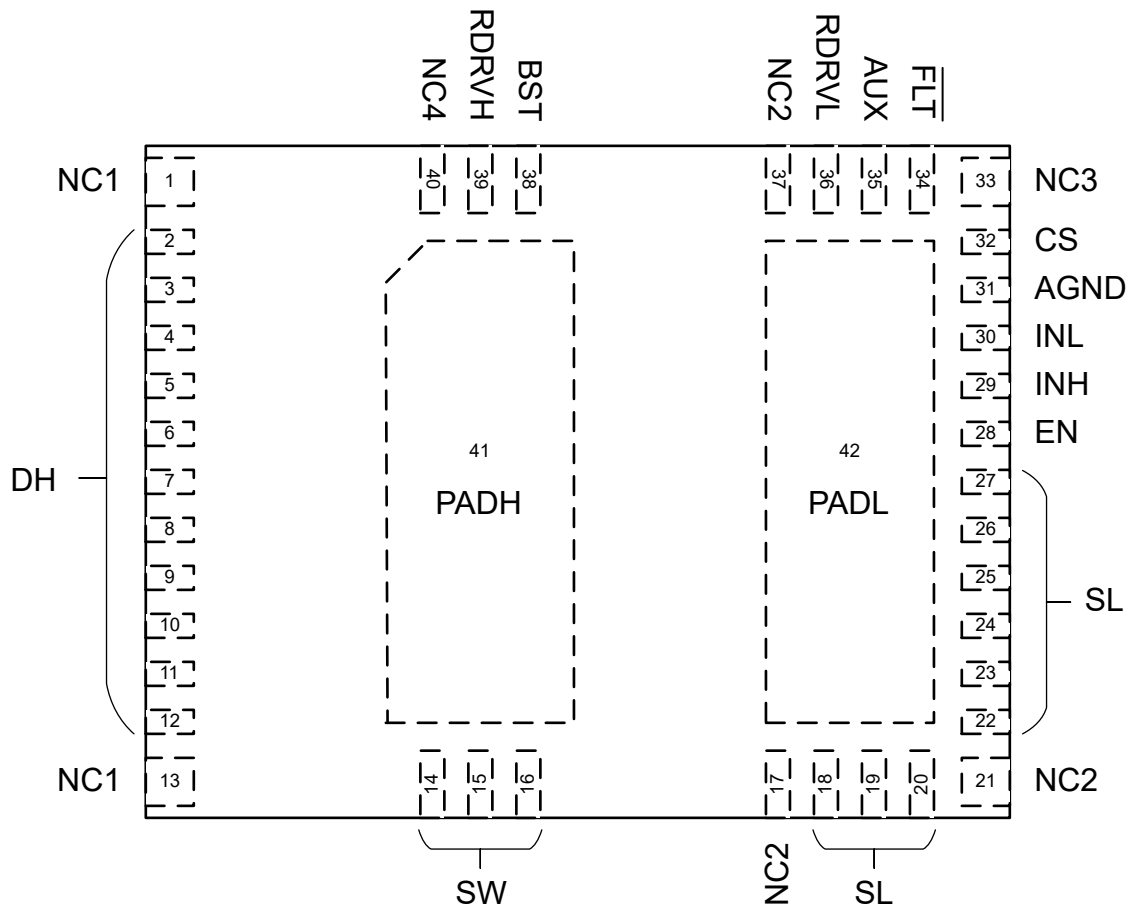 NC4
RDRVH
BST
NC2
RDRVL
AUX
FLT
40
39
38
37
36
35
34
NC1 1
33 NC3
2
32 CS
3
31 AGND
4
30 INL
5
29 INH
6
28 EN
DH
7
27
8
26
9
25
10
24
11
23
12
22
SL
41
PADH
42
PADL
NC1 13
21 NC2
14
15
16
17
18
19
20
SW
NC2
SL